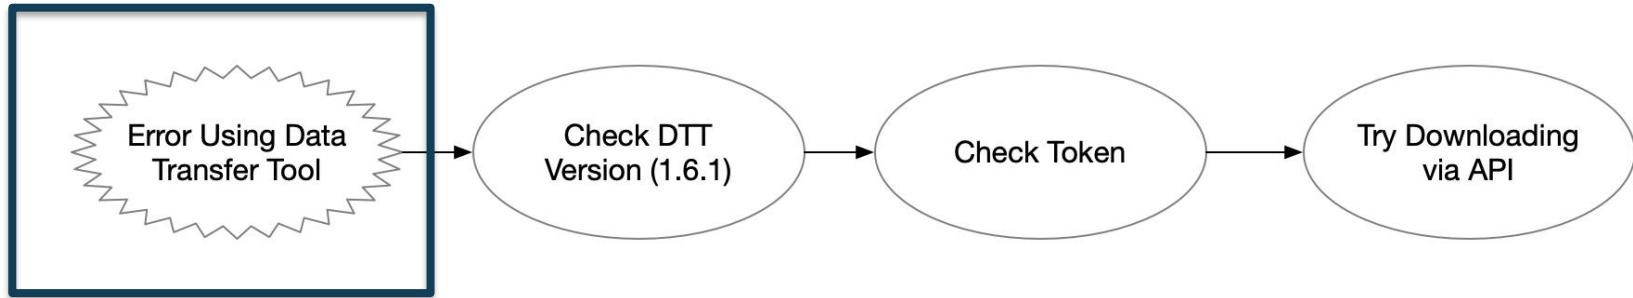 Error Using Data
Transfer Tool
Check DTT
Version (1.6.1)
Check Token
Try Downloading
via API